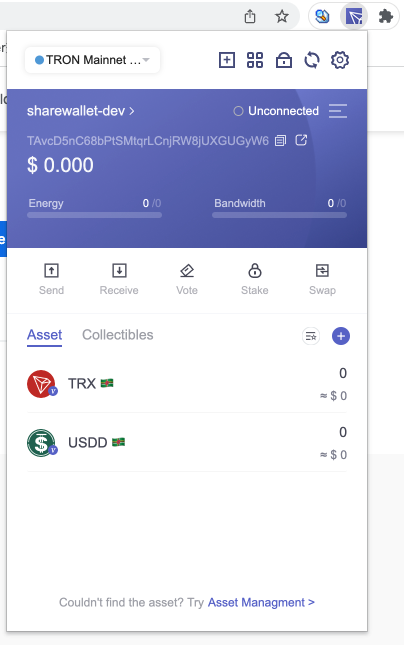 TRON Mainnet ...
sharewallet-dev >
Unconnected
TAvcD5nC68bPtSMtqrLCnjRW8jUXGUGyW6
$ 0.000
Energy 0 /0
Bandwidth 0 /0
Send Receive Vote Stake Swap
Asset Collectibles
TRX 0
≈ $ 0
USDD 0
≈ $ 0
Couldn't find the asset? Try Asset Managment >